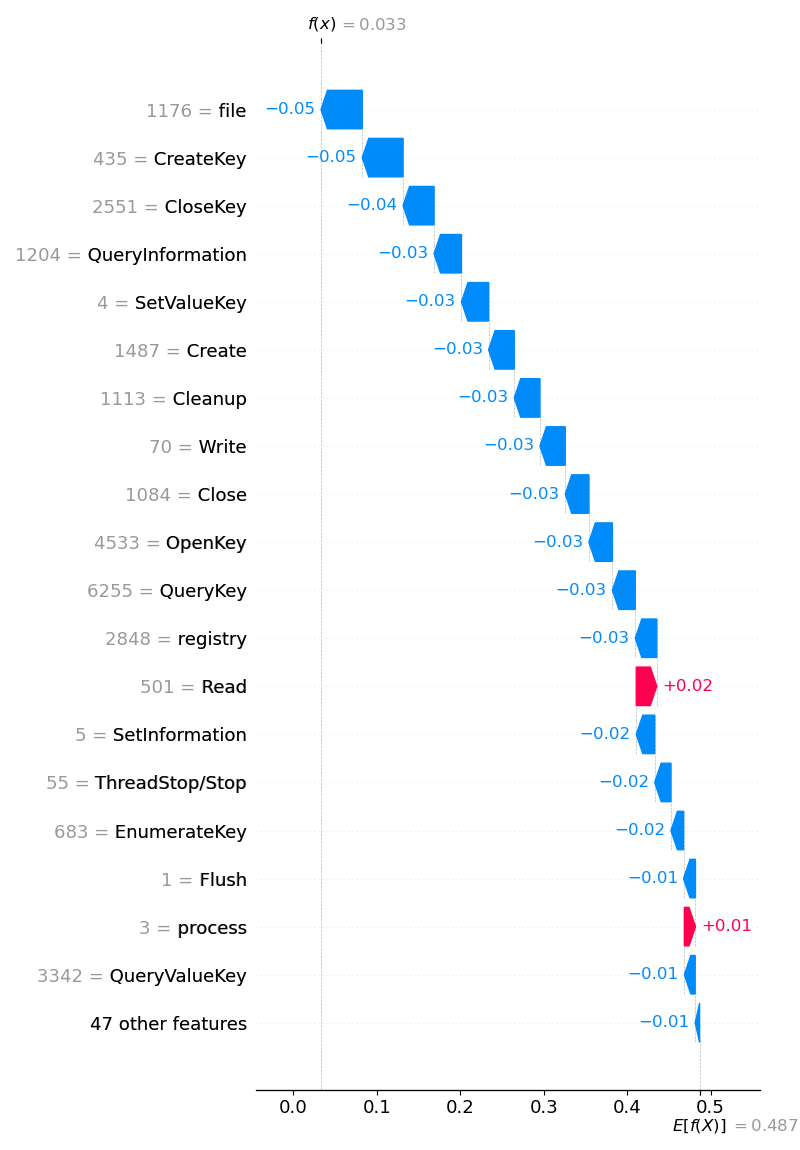 f(x) = 0.033
1176 = file −0.05
435 = CreateKey −0.05
2551 = CloseKey −0.04
1204 = QueryInformation −0.03
4 = SetValueKey −0.03
1487 = Create −0.03
1113 = Cleanup −0.03
70 = Write −0.03
1084 = Close −0.03
4533 = OpenKey −0.03
6255 = QueryKey −0.03
2848 = registry −0.03
501 = Read +0.02
5 = SetInformation −0.02
55 = ThreadStop/Stop −0.02
683 = EnumerateKey −0.02
1 = Flush −0.01
3 = process +0.01
3342 = QueryValueKey −0.01
47 other features −0.01
0.0 0.1 0.2 0.3 0.4 0.5
E[f(X)] = 0.487